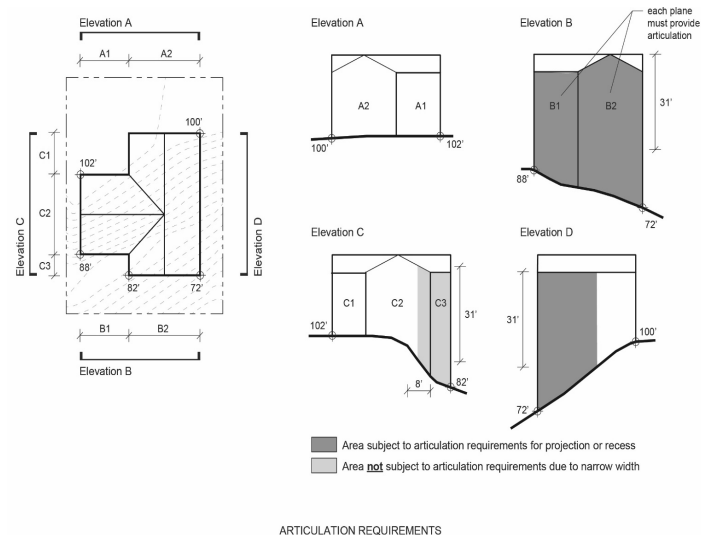 Elevation A
A1
A2
100'
102'
C1
C2
C3
Elevation C
Elevation D
88'
82'
72'
B1
B2
Elevation B
Elevation A
A2
A1
100'
102'
Elevation B
each plane
must provide
articulation
B1
B2
31'
88'
72'
Elevation C
C1
C2
C3
31'
102'
8'
82'
Elevation D
31'
100'
72'
Area subject to articulation requirements for projection or recess
Area not subject to articulation requirements due to narrow width
ARTICULATION REQUIREMENTS